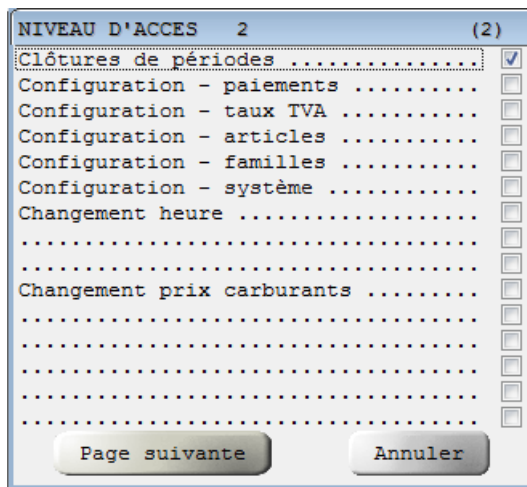 NIVEAU D'ACCES 2 (2)
Clôtures de périodes ...............
Configuration - paiements ..........
Configuration - taux TVA ...........
Configuration - articles ...........
Configuration - familles ...........
Configuration - système ............
Changement heure ...................
....................................
....................................
Changement prix carburants .........
....................................
....................................
....................................
....................................
....................................
Page suivante Annuler